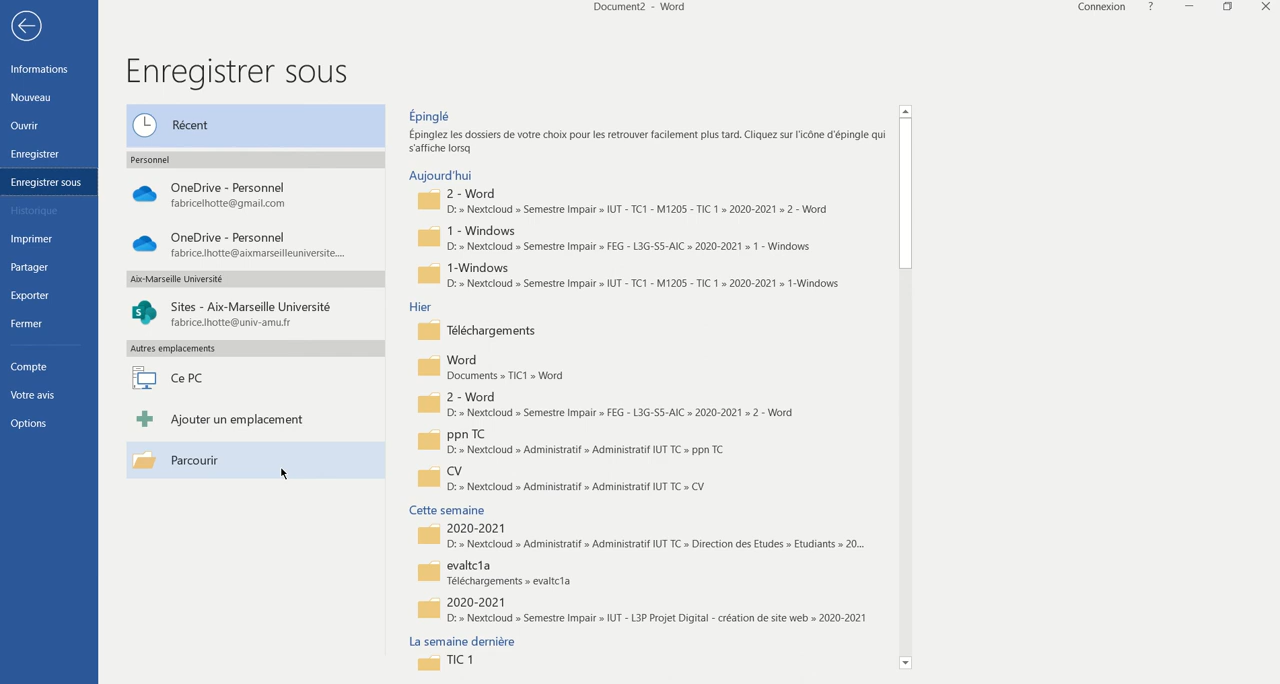 Document2 - Word
Connexion
?
Informations
Nouveau
Ouvrir
Enregistrer
Enregistrer sous
Historique
Imprimer
Partager
Exporter
Fermer
Compte
Votre avis
Options
Enregistrer sous
Récent
Personnel
OneDrive - Personnel
fabricelhotte@gmail.com
OneDrive - Personnel
fabrice.lhotte@aixmarseilleuniversite....
Aix-Marseille Université
Sites - Aix-Marseille Université
fabrice.lhotte@univ-amu.fr
Autres emplacements
Ce PC
Ajouter un emplacement
Parcourir
Épinglé
Épinglez les dossiers de votre choix pour les retrouver facilement plus tard. Cliquez sur l'icône d'épingle qui
s'affiche lorsq
Aujourd'hui
2 - Word
D: » Nextcloud » Semestre Impair » IUT - TC1 - M1205 - TIC 1 » 2020-2021 » 2 - Word
1 - Windows
D: » Nextcloud » Semestre Impair » FEG - L3G-S5-AIC » 2020-2021 » 1 - Windows
1-Windows
D: » Nextcloud » Semestre Impair » IUT - TC1 - M1205 - TIC 1 » 2020-2021 » 1-Windows
Hier
Téléchargements
Word
Documents » TIC1 » Word
2 - Word
D: » Nextcloud » Semestre Impair » FEG - L3G-S5-AIC » 2020-2021 » 2 - Word
ppn TC
D: » Nextcloud » Administratif » Administratif IUT TC » ppn TC
CV
D: » Nextcloud » Administratif » Administratif IUT TC » CV
Cette semaine
2020-2021
D: » Nextcloud » Administratif » Administratif IUT TC » Direction des Etudes » Etudiants » 20...
evaltc1a
Téléchargements » evaltc1a
2020-2021
D: » Nextcloud » Semestre Impair » IUT - L3P Projet Digital - création de site web » 2020-2021
La semaine dernière
TIC 1